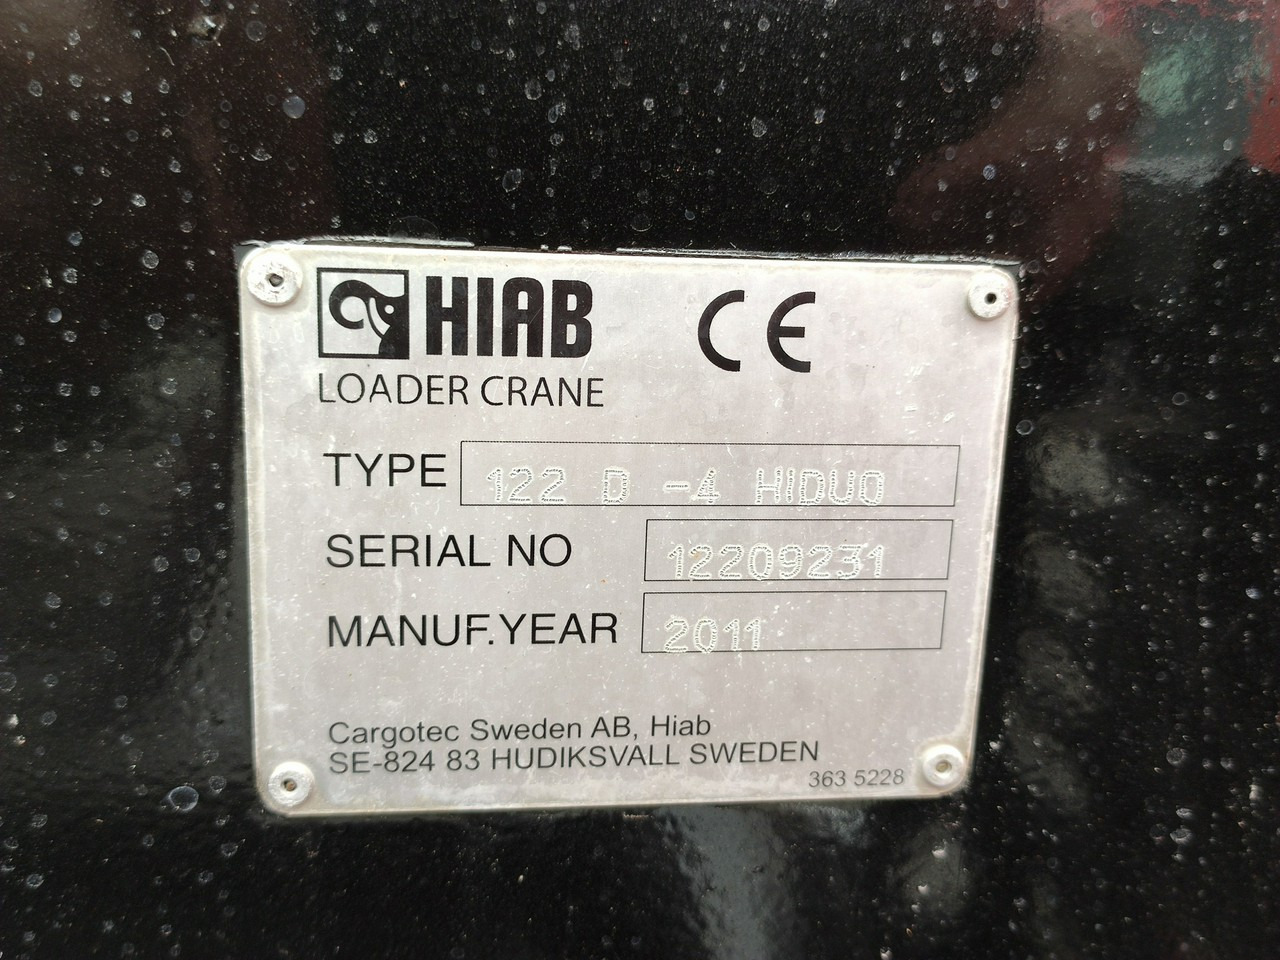 HIAB CE
LOADER CRANE
TYPE 122 D -4 HIDUO
SERIAL NO 12209231
MANUF.YEAR 2011
Cargotec Sweden AB, Hiab
SE-824 83 HUDIKSVALL SWEDEN
363 5228